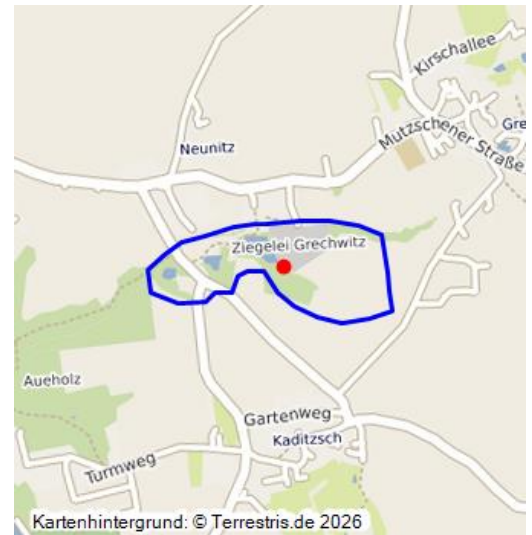 Kirschallee
Gre
Mutzschener Straße
Neunitz
Ziegelei Grechwitz
Aueholz
Gartenweg
Kaditzsch
Turmweg
Kartenhintergrund: © Terrestris.de 2026